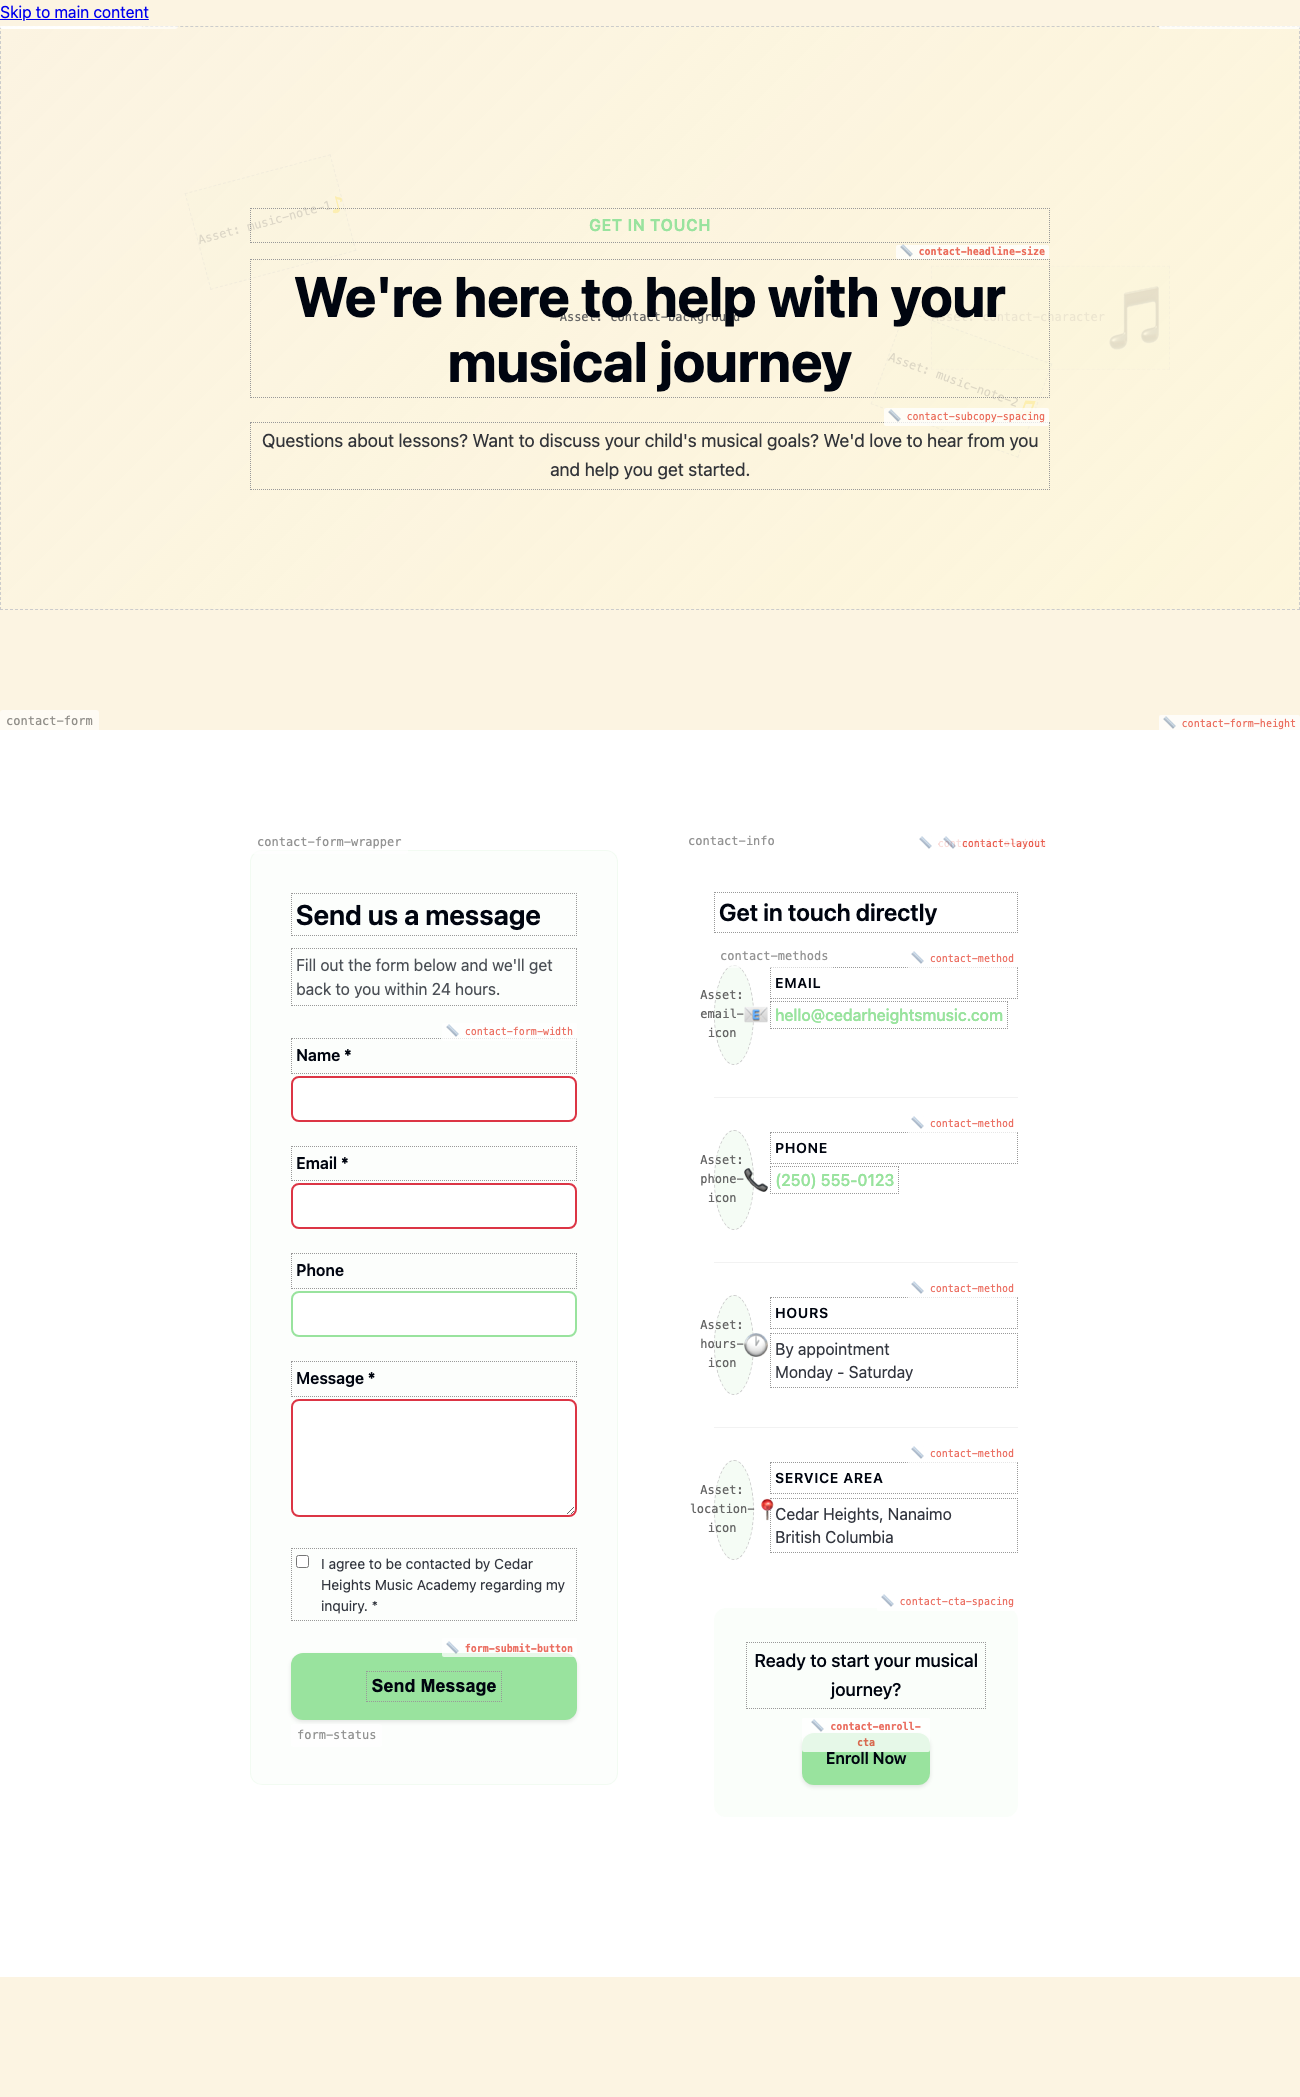 Skip to main content
Asset: music-note-1
GET IN TOUCH
contact-headline-size
We're here to help with your
Asset: contact-background
contact-character
musical journey
Asset: music-note-2
contact-subcopy-spacing
Questions about lessons? Want to discuss your child's musical goals? We'd love to hear from you
and help you get started.
contact-form
contact-form-height
contact-form-wrapper
contact-info
contact-layout
Send us a message
Fill out the form below and we'll get
back to you within 24 hours.
contact-form-width
Name *
Email *
Phone
Message *
I agree to be contacted by Cedar
Heights Music Academy regarding my
inquiry. *
form-submit-button
Send Message
form-status
Get in touch directly
contact-methods
contact-method
Asset:
email-
icon
EMAIL
hello@cedarheightsmusic.com
contact-method
Asset:
phone-
icon
PHONE
(250) 555-0123
contact-method
Asset:
hours-
icon
HOURS
By appointment
Monday - Saturday
contact-method
Asset:
location-
icon
SERVICE AREA
Cedar Heights, Nanaimo
British Columbia
contact-cta-spacing
Ready to start your musical
journey?
contact-enroll-
cta
Enroll Now